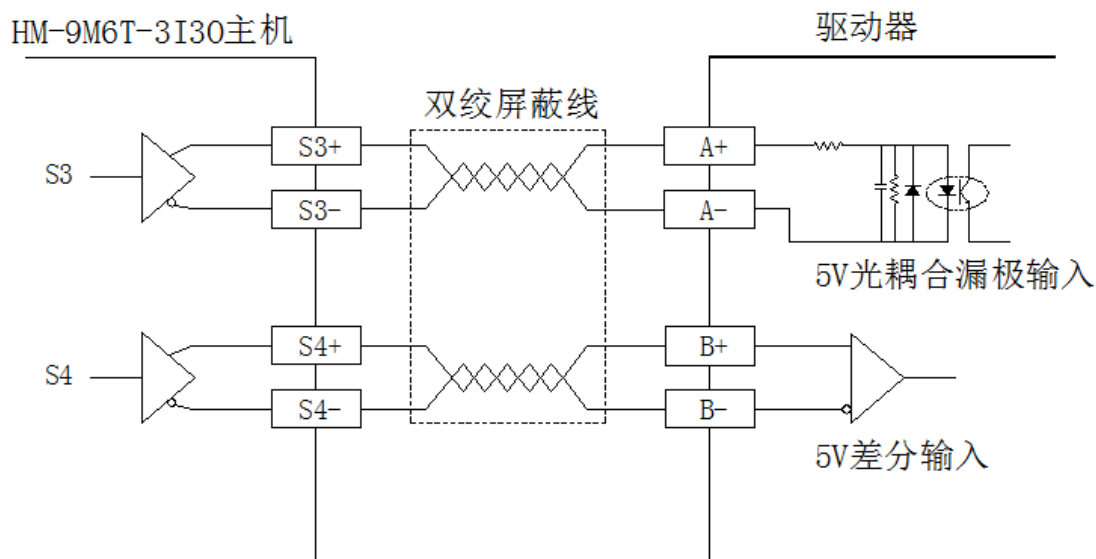 HM-9M6T-3I3O主机
驱动器
双绞屏蔽线
S3
S3+
S3-
A+
A-
5V光耦合漏极输入
S4
S4+
S4-
B+
B-
5V差分输入